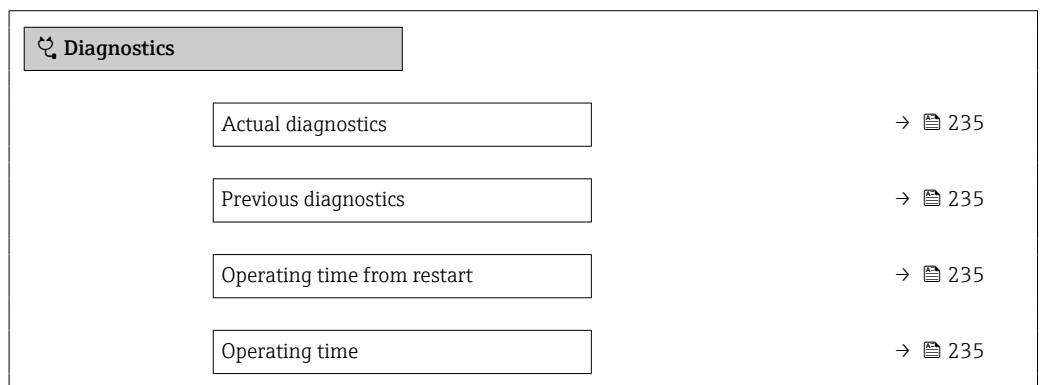 Diagnostics
Actual diagnostics → 235
Previous diagnostics → 235
Operating time from restart → 235
Operating time → 235